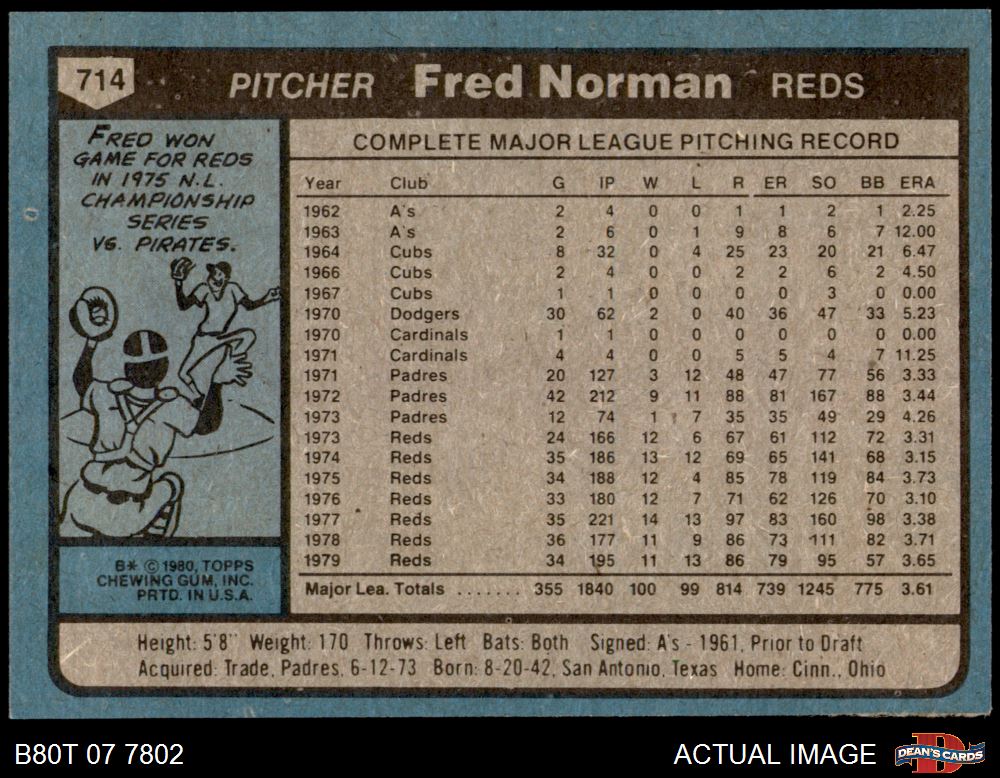 714 PITCHER Fred Norman REDS
FRED WON
GAME FOR REDS
IN 1975 N.L.
CHAMPIONSHIP
SERIES
VS. PIRATES.
B* © 1980, TOPPS
CHEWING GUM, INC.
PRTD. IN U.S.A.
COMPLETE MAJOR LEAGUE PITCHING RECORD
Year Club G IP W L R ER SO BB ERA
1962 A's 2 4 0 0 1 1 2 1 2.25
1963 A's 2 6 0 1 9 8 6 7 12.00
1964 Cubs 8 32 0 4 25 23 20 21 6.47
1966 Cubs 2 4 0 0 2 2 6 2 4.50
1967 Cubs 1 1 0 0 0 0 3 0 0.00
1970 Dodgers 30 62 2 0 40 36 47 33 5.23
1970 Cardinals 1 1 0 0 0 0 0 0 0.00
1971 Cardinals 4 4 0 0 5 5 4 7 11.25
1971 Padres 20 127 3 12 48 47 77 56 3.33
1972 Padres 42 212 9 11 88 81 167 88 3.44
1973 Padres 12 74 1 7 35 35 49 29 4.26
1973 Reds 24 166 12 6 67 61 112 72 3.31
1974 Reds 35 186 13 12 69 65 141 68 3.15
1975 Reds 34 188 12 4 85 78 119 84 3.73
1976 Reds 33 180 12 7 71 62 126 70 3.10
1977 Reds 35 221 14 13 97 83 160 98 3.38
1978 Reds 36 177 11 9 86 73 111 82 3.71
1979 Reds 34 195 11 13 86 79 95 57 3.65
Major Lea. Totals ....... 355 1840 100 99 814 739 1245 775 3.61
Height: 5'8" Weight: 170 Throws: Left Bats: Both Signed: A's - 1961, Prior to Draft
Acquired: Trade, Padres, 6-12-73 Born: 8-20-42, San Antonio, Texas Home: Cinn., Ohio
B80T 07 7802 ACTUAL IMAGE DEAN'S CARDS